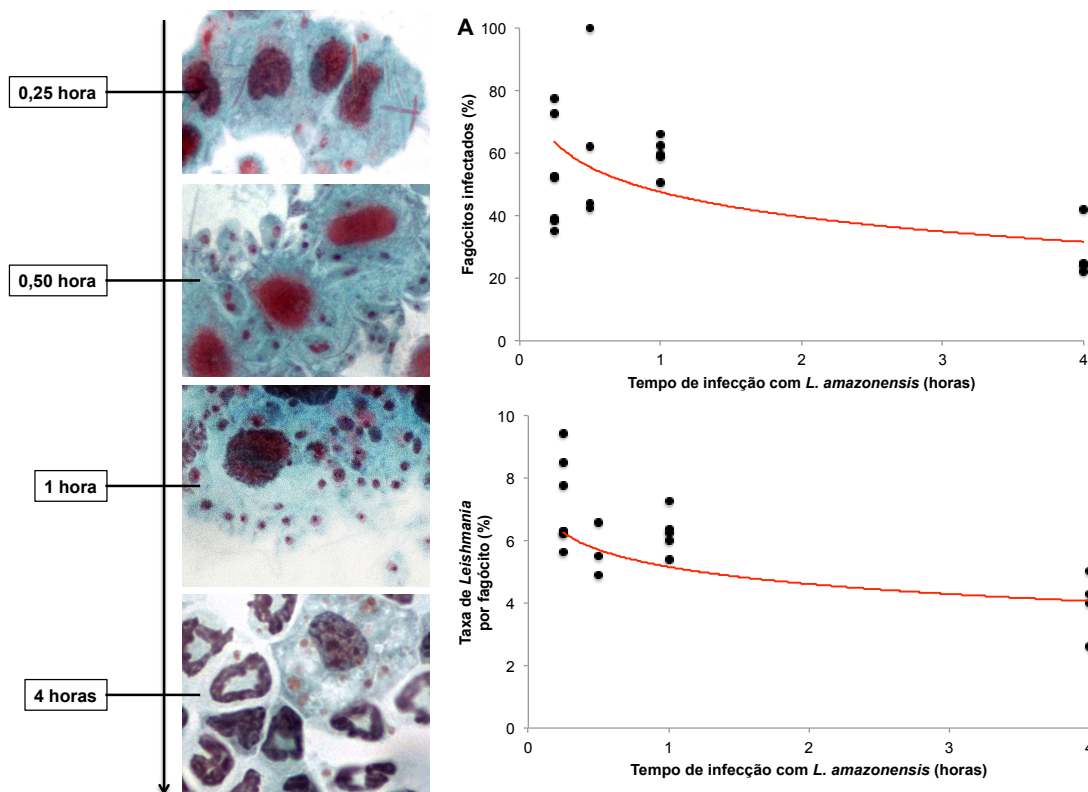 0,25 hora
0,50 hora
1 hora
4 horas
A
Fagócitos infectados (%)
100
80
60
40
20
0
0 1 2 3 4
Tempo de infecção com L. amazonensis (horas)
Taxa de Leishmania
por fagócito (%)
10
8
6
4
2
0
0 1 2 3 4
Tempo de infecção com L. amazonensis (horas)